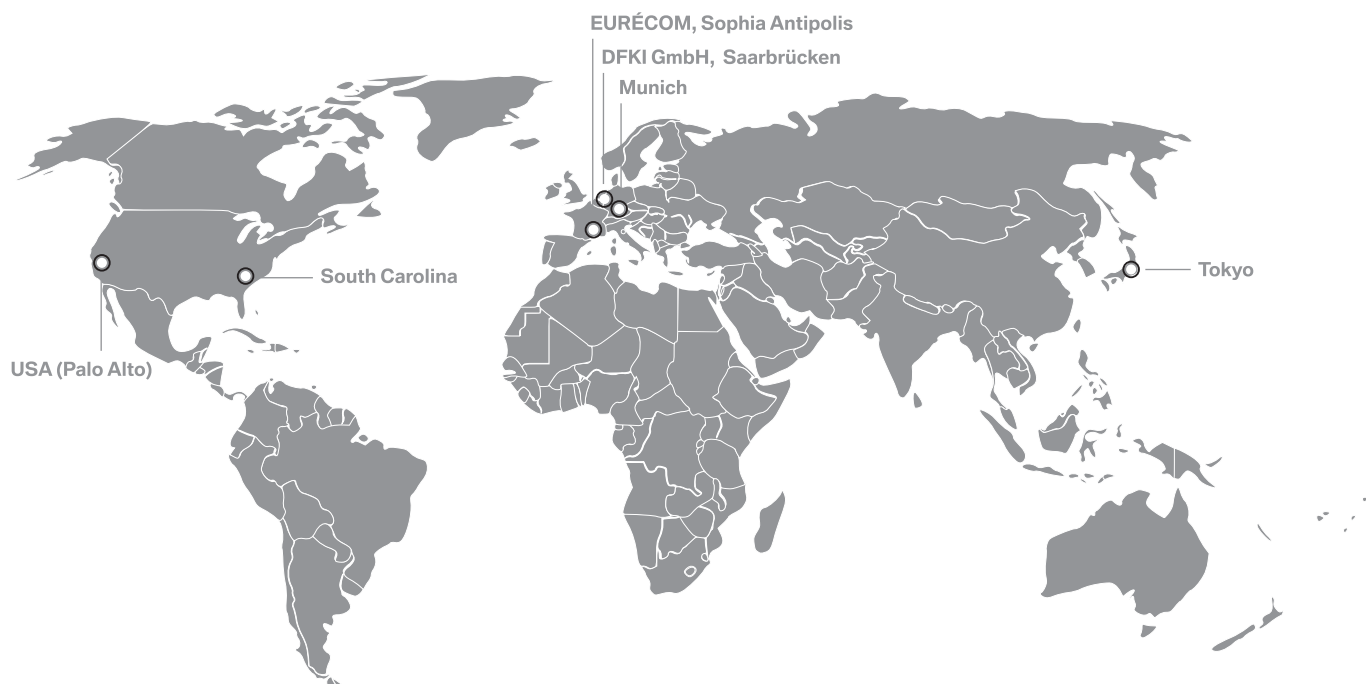 EURÉCOM, Sophia Antipolis
DFKI GmbH, Saarbrücken
Munich
South Carolina
Tokyo
USA (Palo Alto)